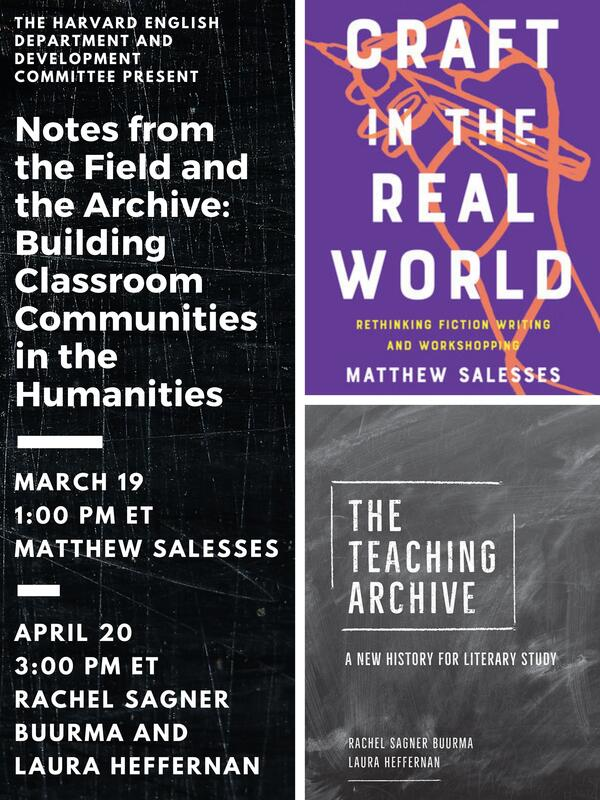 THE HARVARD ENGLISH
DEPARTMENT AND
DEVELOPMENT
COMMITTEE PRESENT
Notes from
the Field and
the Archive:
Building
Classroom
Communities
in the
Humanities
MARCH 19
1:00 PM ET
MATTHEW SALESSES
APRIL 20
3:00 PM ET
RACHEL SAGNER
BUURMA AND
LAURA HEFFERNAN
CRAFT
IN THE
REAL
WORLD
RETHINKING FICTION WRITING
AND WORKSHOPPING
MATTHEW SALESSES
THE
TEACHING
ARCHIVE
A NEW HISTORY FOR LITERARY STUDY
RACHEL SAGNER BUURMA
LAURA HEFFERNAN